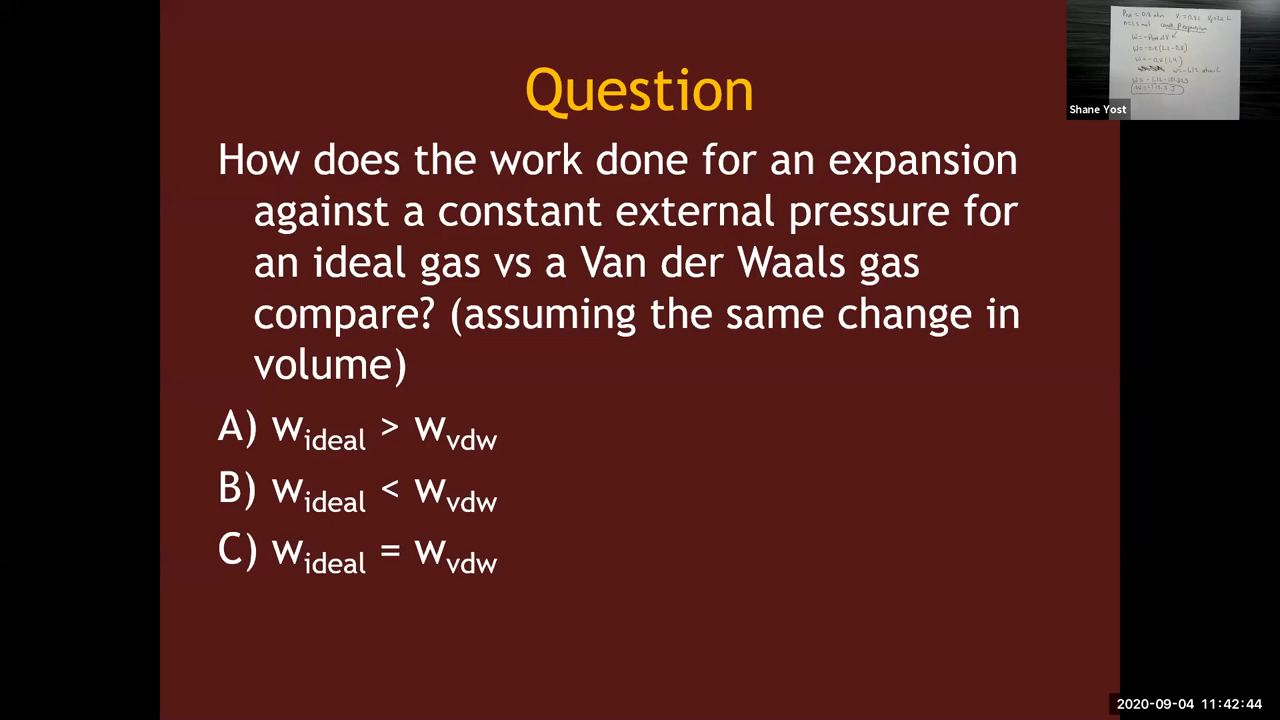 Question
How does the work done for an expansion
against a constant external pressure for
an ideal gas vs a Van der Waals gas
compare? (assuming the same change in
volume)
A) wideal > wvdw
B) wideal < wvdw
C) wideal = wvdw
Shane Yost
2020-09-04 11:42:44